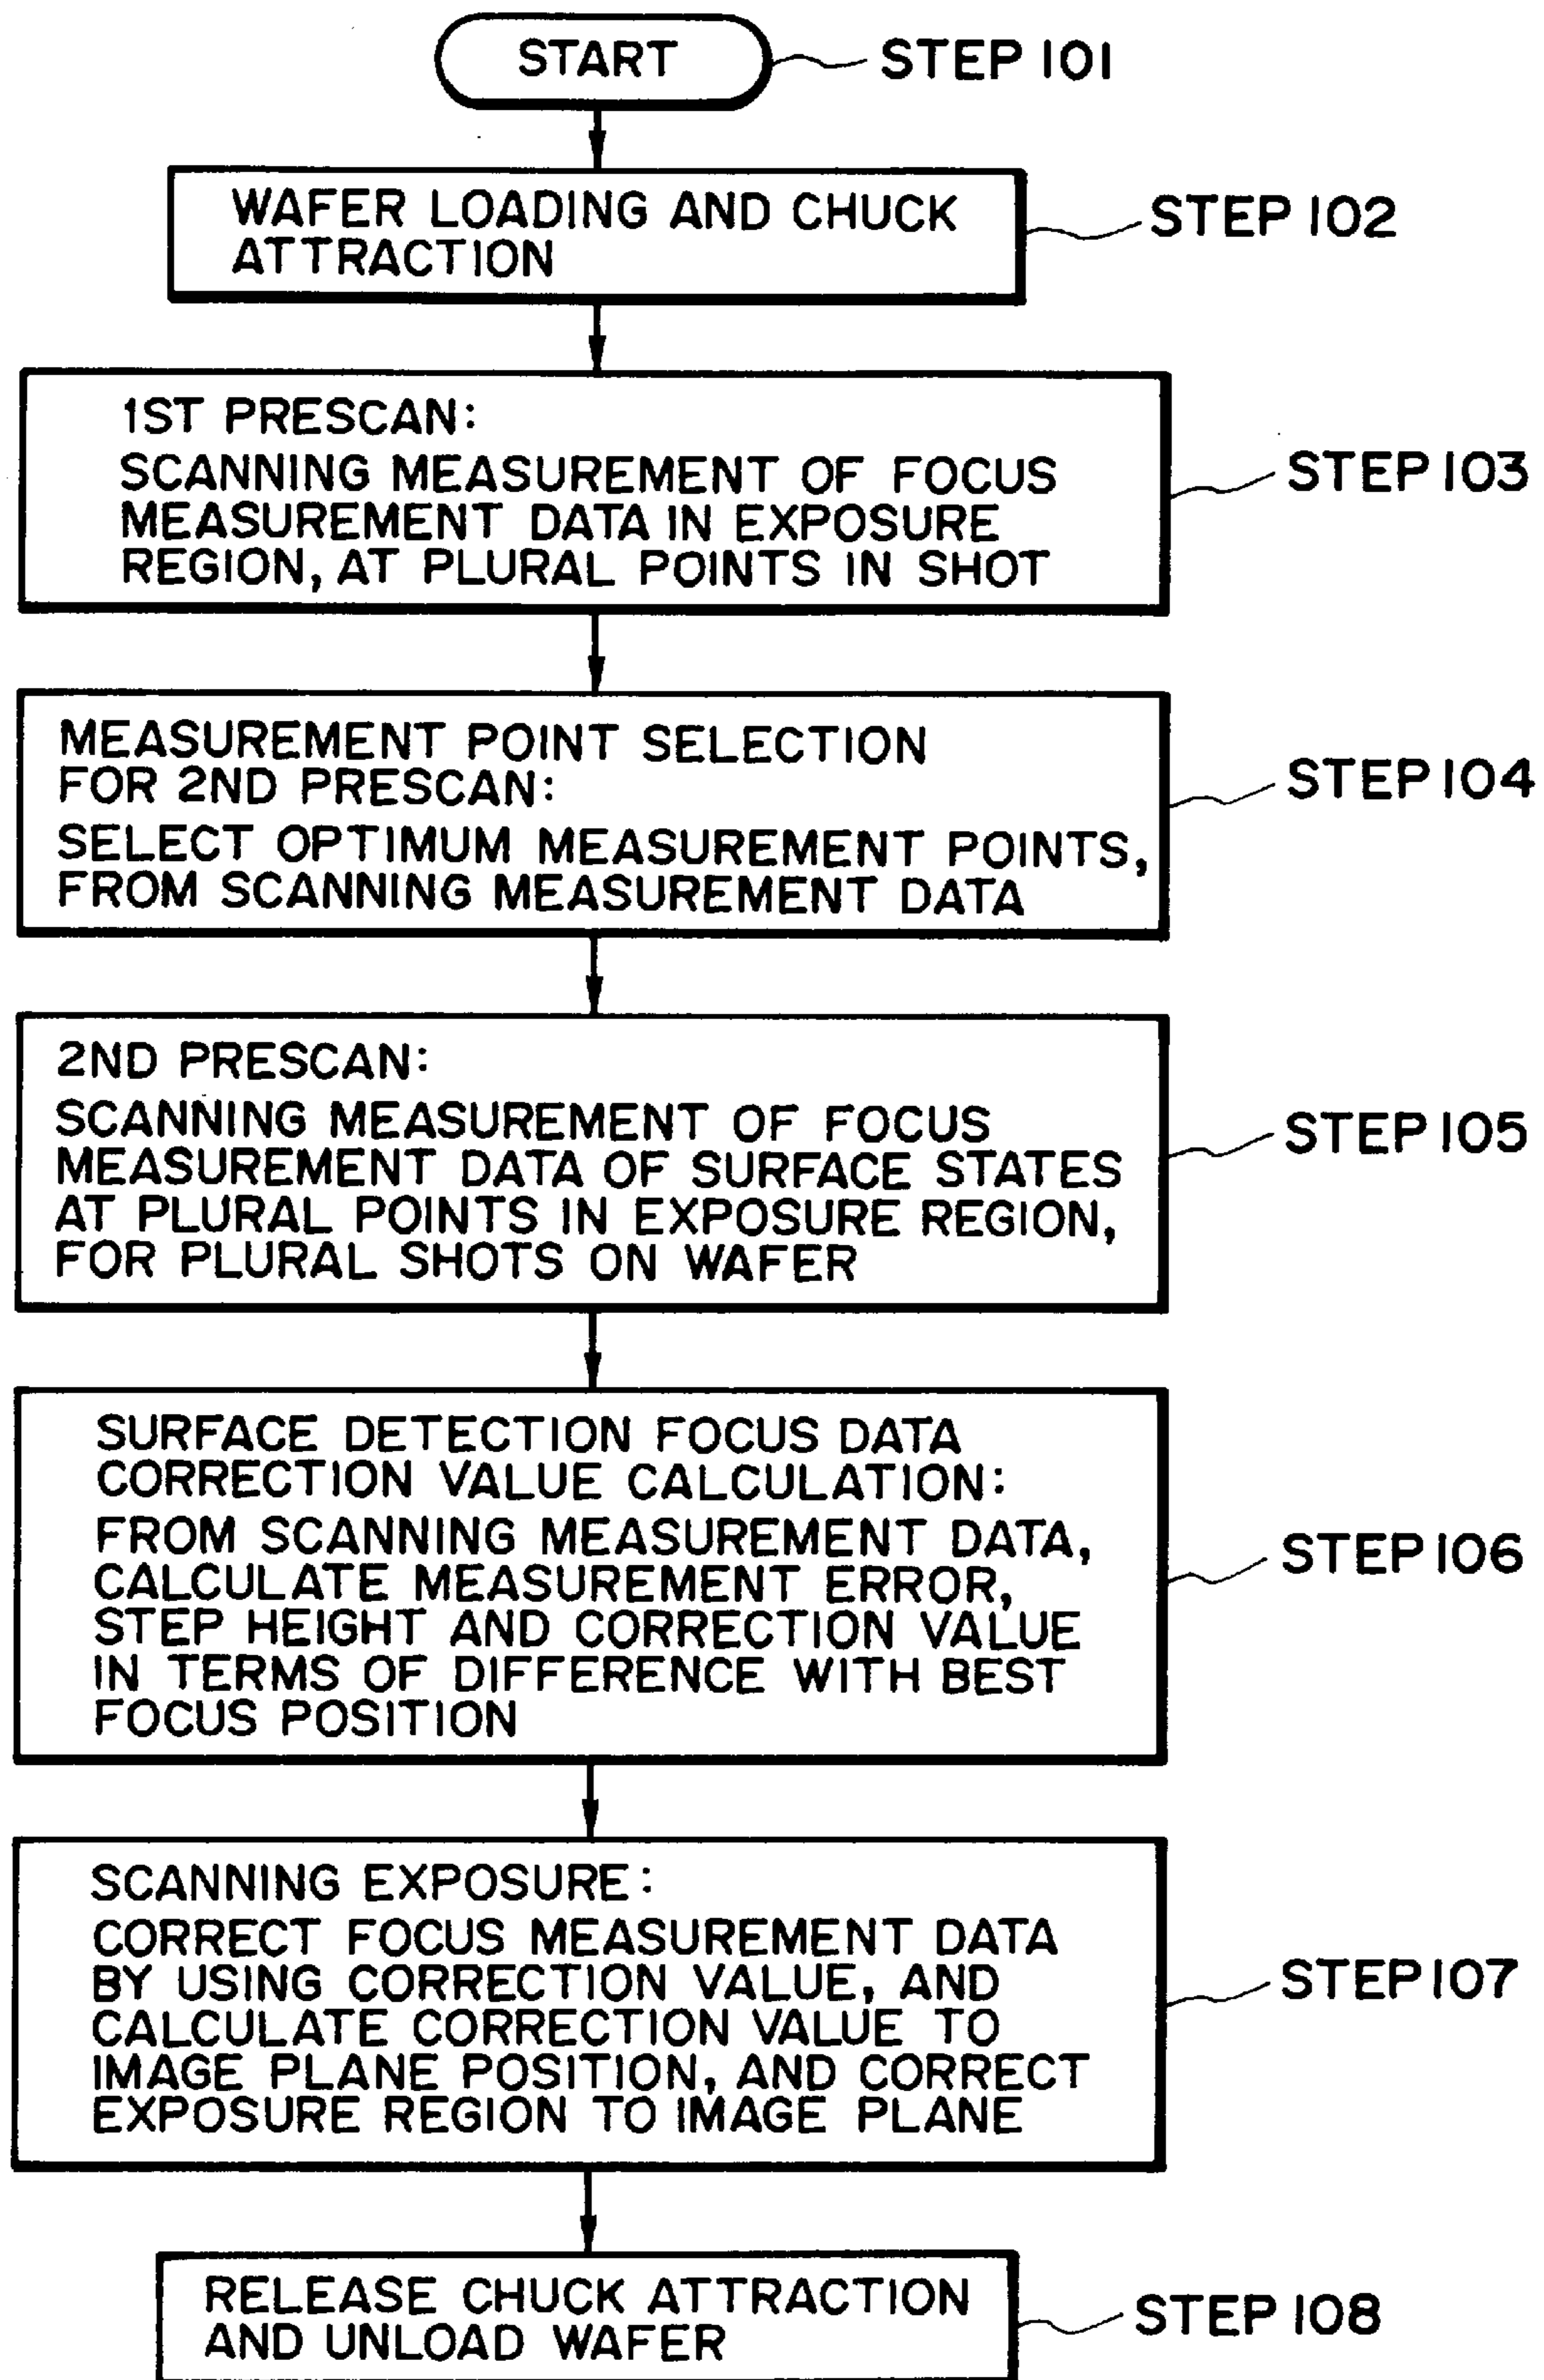 START
STEP 101
WAFER LOADING AND CHUCK
ATTRACTION
STEP 102
1ST PRESCAN:
SCANNING MEASUREMENT OF FOCUS
MEASUREMENT DATA IN EXPOSURE
REGION, AT PLURAL POINTS IN SHOT
STEP 103
MEASUREMENT POINT SELECTION
FOR 2ND PRESCAN:
SELECT OPTIMUM MEASUREMENT POINTS,
FROM SCANNING MEASUREMENT DATA
STEP 104
2ND PRESCAN:
SCANNING MEASUREMENT OF FOCUS
MEASUREMENT DATA OF SURFACE STATES
AT PLURAL POINTS IN EXPOSURE REGION,
FOR PLURAL SHOTS ON WAFER
STEP 105
SURFACE DETECTION FOCUS DATA
CORRECTION VALUE CALCULATION:
FROM SCANNING MEASUREMENT DATA,
CALCULATE MEASUREMENT ERROR,
STEP HEIGHT AND CORRECTION VALUE
IN TERMS OF DIFFERENCE WITH BEST
FOCUS POSITION
STEP 106
SCANNING EXPOSURE:
CORRECT FOCUS MEASUREMENT DATA
BY USING CORRECTION VALUE, AND
CALCULATE CORRECTION VALUE TO
IMAGE PLANE POSITION, AND CORRECT
EXPOSURE REGION TO IMAGE PLANE
STEP 107
RELEASE CHUCK ATTRACTION
AND UNLOAD WAFER
STEP 108